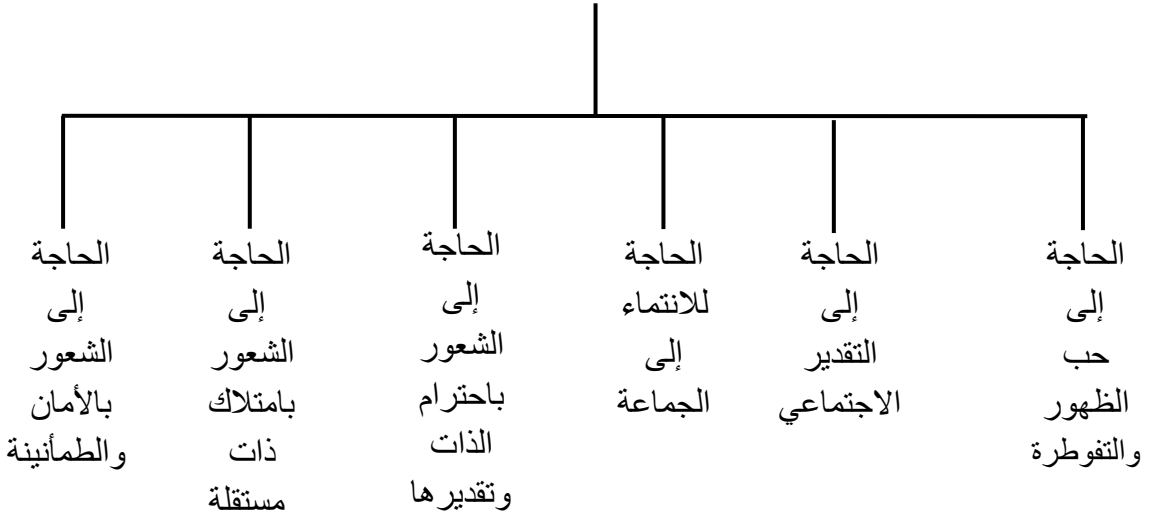 الحاجة
إلى
حب
الظهور
والتفوطرة
الحاجة
إلى
التقدير
الاجتماعي
الحاجة
للانتماء
إلى
الجماعة
الحاجة
إلى
الشعور
باحترام
الذات
وتقديرها
الحاجة
إلى
الشعور
بامتلاك
ذات
مستقلة
الحاجة
إلى
الشعور
بالأمان
والطمأنينة